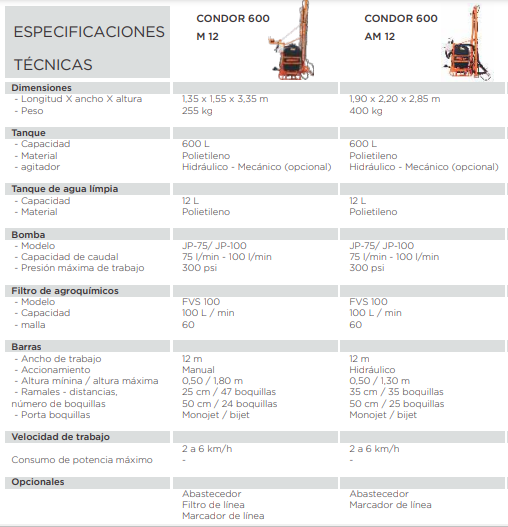 ESPECIFICACIONES TÉCNICAS
CONDOR 600 M 12
CONDOR 600 AM 12
Dimensiones
- Longitud X ancho X altura 1,35 x 1,55 x 3,35 m 1,90 x 2,20 x 2,85 m
- Peso 255 kg 400 kg
Tanque
- Capacidad 600 L 600 L
- Material Polietileno Polietileno
- agitador Hidráulico - Mecánico (opcional) Hidráulico - Mecánico (opcional)
Tanque de agua límpia
- Capacidad 12 L 12 L
- Material Polietileno Polietileno
Bomba
- Modelo JP-75/ JP-100 JP-75/ JP-100
- Capacidad de caudal 75 l/min - 100 l/min 75 l/min - 100 l/min
- Presión máxima de trabajo 300 psi 300 psi
Filtro de agroquímicos
- Modelo FVS 100 FVS 100
- Capacidad 100 L / min 100 L / min
- malla 60 60
Barras
- Ancho de trabajo 12 m 12 m
- Accionamiento Manual Hidráulico
- Altura mínina / altura máxima 0,50 / 1,80 m 0,50 / 1,30 m
- Ramales - distancias, 25 cm / 47 boquillas 35 cm / 35 boquillas
número de boquillas 50 cm / 24 boquillas 50 cm / 25 boquillas
- Porta boquillas Monojet / bijet Monojet / bijet
Velocidad de trabajo
2 a 6 km/h 2 a 6 km/h
Consumo de potencia máximo - -
Opcionales
Abastecedor Abastecedor
Filtro de línea Marcador de línea
Marcador de línea